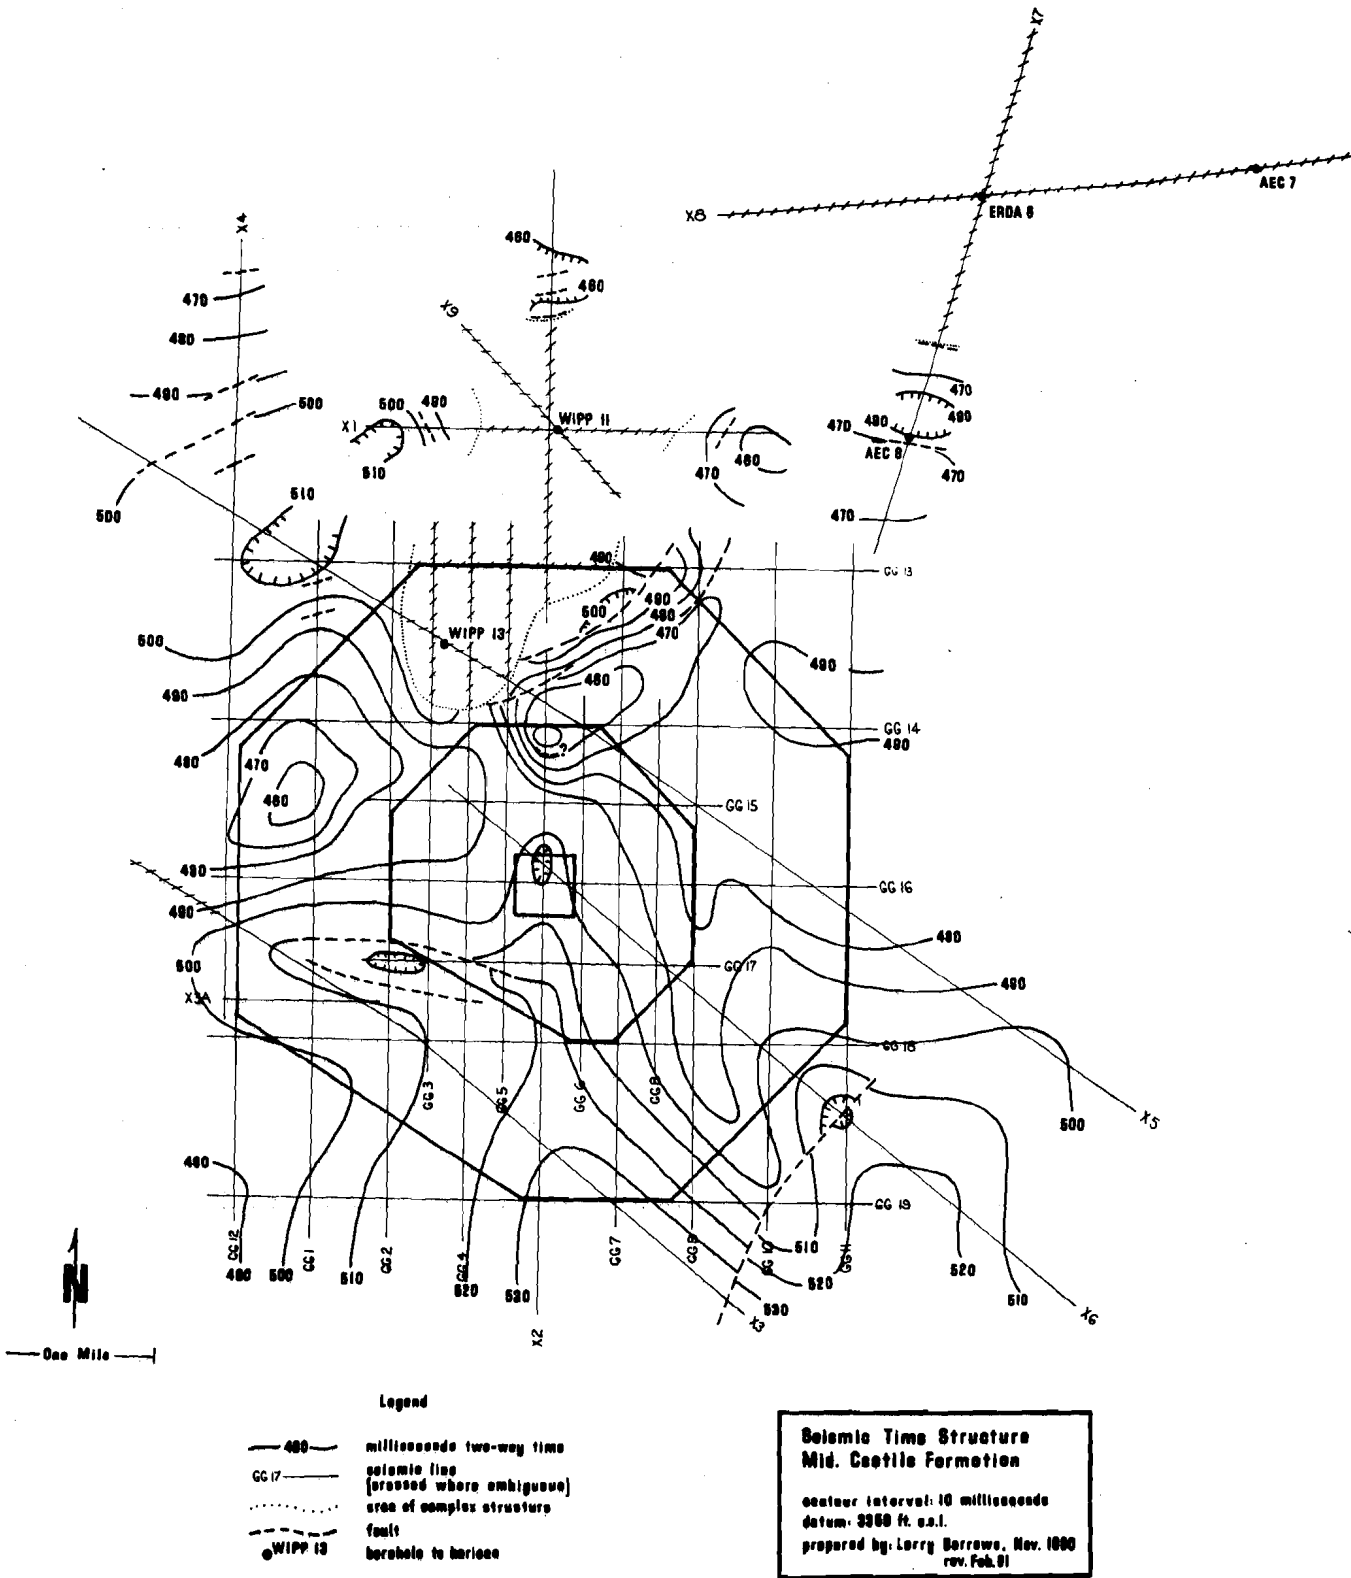 X7
AEC 7
ERDA 6
X8
X4
460
470
460
X9
480
470
490
500
500
490
480
X1
WIPP 11
470
480
AEC 8
470
510
470
460
470
510
500
470
490
GG 13
500
490
480
470
WIPP 13
500
490
490
460
480
GG 14
490
470
?
460
GG 15
480
GG 16
490
480
500
GG 17
490
X3A
GG 18
GG 3
GG 5
GG 6
GG 8
500
X5
490
GG 19
GG 12
GG 1
GG 2
GG 4
GG 7
GG 9
GG 10
GG 11
510
520
520
490
500
510
520
530
530
510
X3
X6
X2
N
One Mile
Legend
480
milliseconds two-way time
GG 17
seismic line
(crossed where ambiguous)
area of complex structure
fault
WIPP 13
borehole to horizon
Seismic Time Structure
Mid. Castile Formation
contour interval: 10 milliseconds
datum: 3350 ft. a.s.l.
prepared by: Larry Barrows, Nov. 1980
rev. Feb. 81